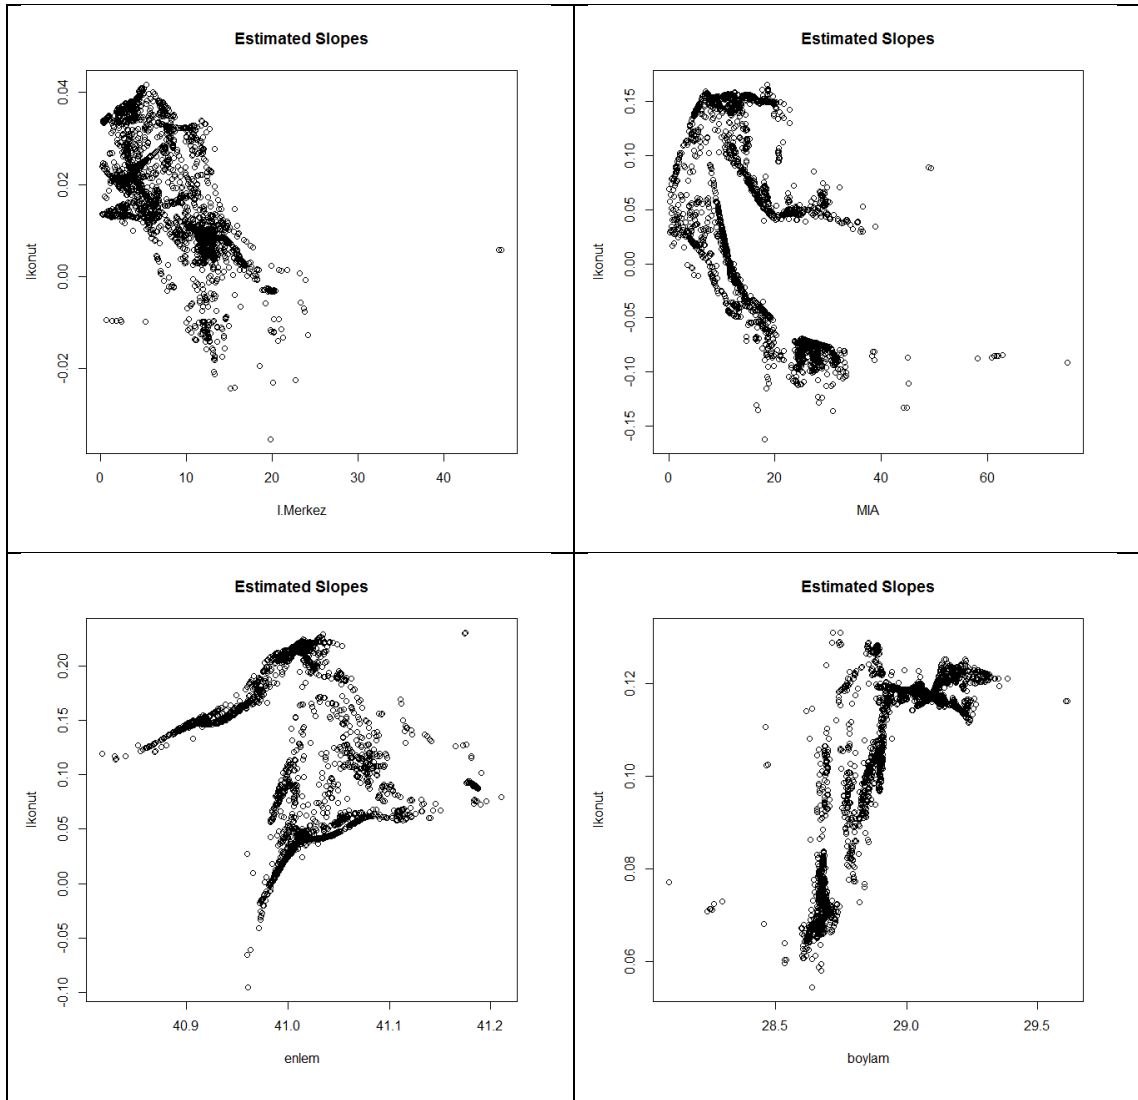 Estimated Slopes
lkonut
0.04
0.02
0.00
-0.02
0 10 20 30 40
I.Merkez
Estimated Slopes
lkonut
0.15
0.10
0.05
0.00
-0.05
-0.10
-0.15
0 20 40 60
MIA
Estimated Slopes
lkonut
0.20
0.15
0.10
0.05
0.00
-0.05
-0.10
40.9 41.0 41.1 41.2
enlem
Estimated Slopes
lkonut
0.12
0.10
0.08
0.06
28.5 29.0 29.5
boylam